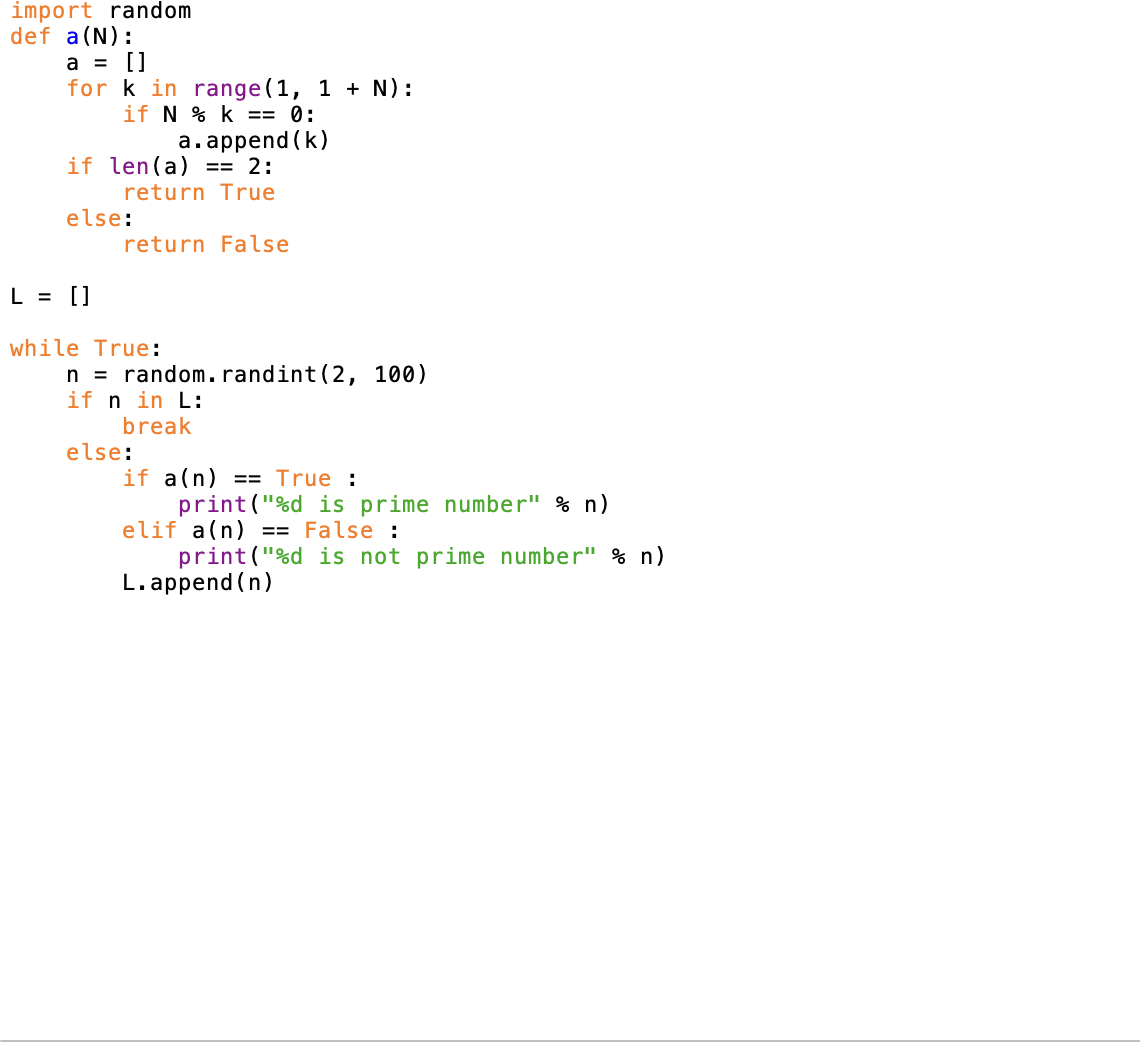 import random
def a(N):
    a = []
    for k in range(1, 1 + N):
        if N % k == 0:
            a.append(k)
    if len(a) == 2:
        return True
    else:
        return False

L = []

while True:
    n = random.randint(2, 100)
    if n in L:
        break
    else:
        if a(n) == True :
            print("%d is prime number" % n)
        elif a(n) == False :
            print("%d is not prime number" % n)
        L.append(n)